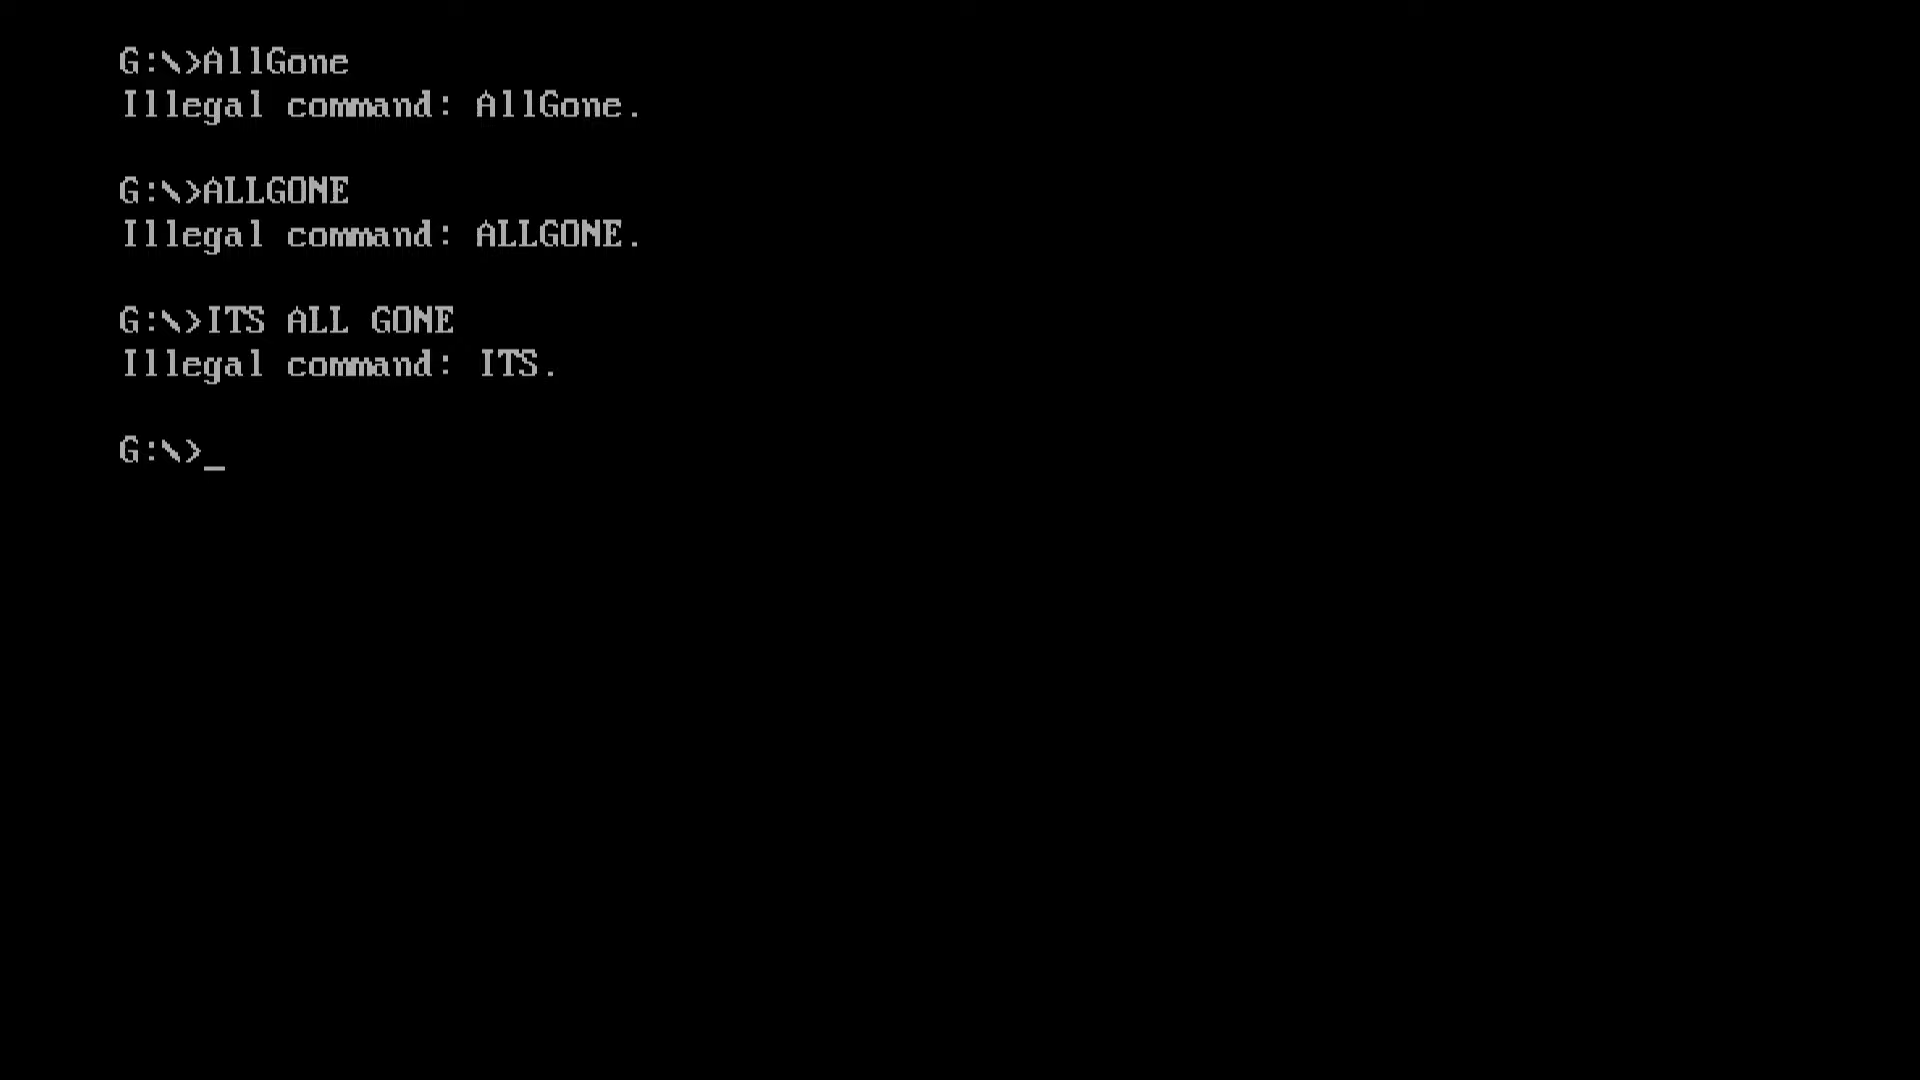 G:\>AllGone
Illegal command: AllGone.
G:\>ALLGONE
Illegal command: ALLGONE.
G:\>ITS ALL GONE
Illegal command: ITS.
G:\>_